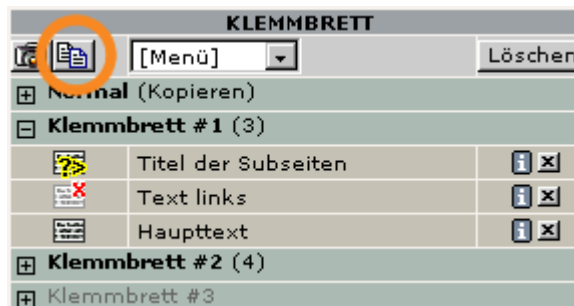 KLEMMBRETT
[Menü] Löschen
Normal (Kopieren)
Klemmbrett #1 (3)
Titel der Subseiten
Text links
Haupttext
Klemmbrett #2 (4)
Klemmbrett #3